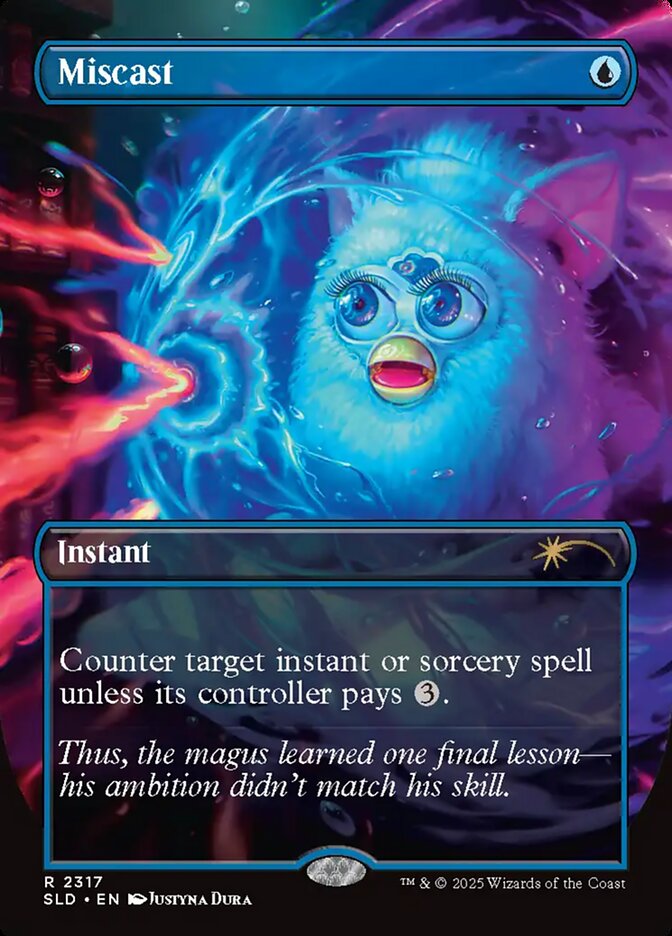 Miscast
Instant
Counter target instant or sorcery spell
unless its controller pays 3.
Thus, the magus learned one final lesson—
his ambition didn't match his skill.
R 2317
SLD • EN Justyna Dura
™ & © 2025 Wizards of the Coast